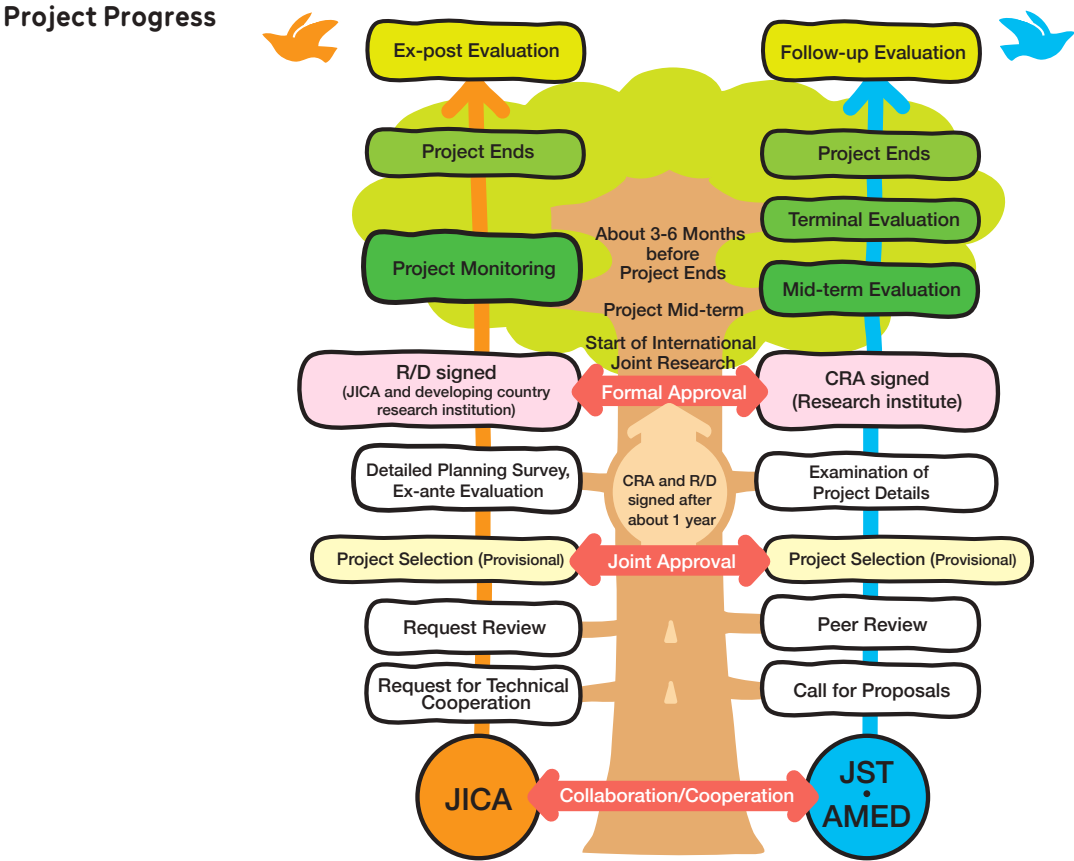 Project Progress
Ex-post Evaluation
Follow-up Evaluation
Project Ends
Project Ends
Terminal Evaluation
About 3-6 Months
before
Project Ends
Project Monitoring
Mid-term Evaluation
Project Mid-term
Start of International
Joint Research
R/D signed
(JICA and developing country
research institution)
Formal Approval
CRA signed
(Research institute)
Detailed Planning Survey,
Ex-ante Evaluation
CRA and R/D
signed after
about 1 year
Examination of
Project Details
Project Selection (Provisional)
Joint Approval
Project Selection (Provisional)
Request Review
Peer Review
Request for Technical
Cooperation
Call for Proposals
JICA
Collaboration/Cooperation
JST
・
AMED